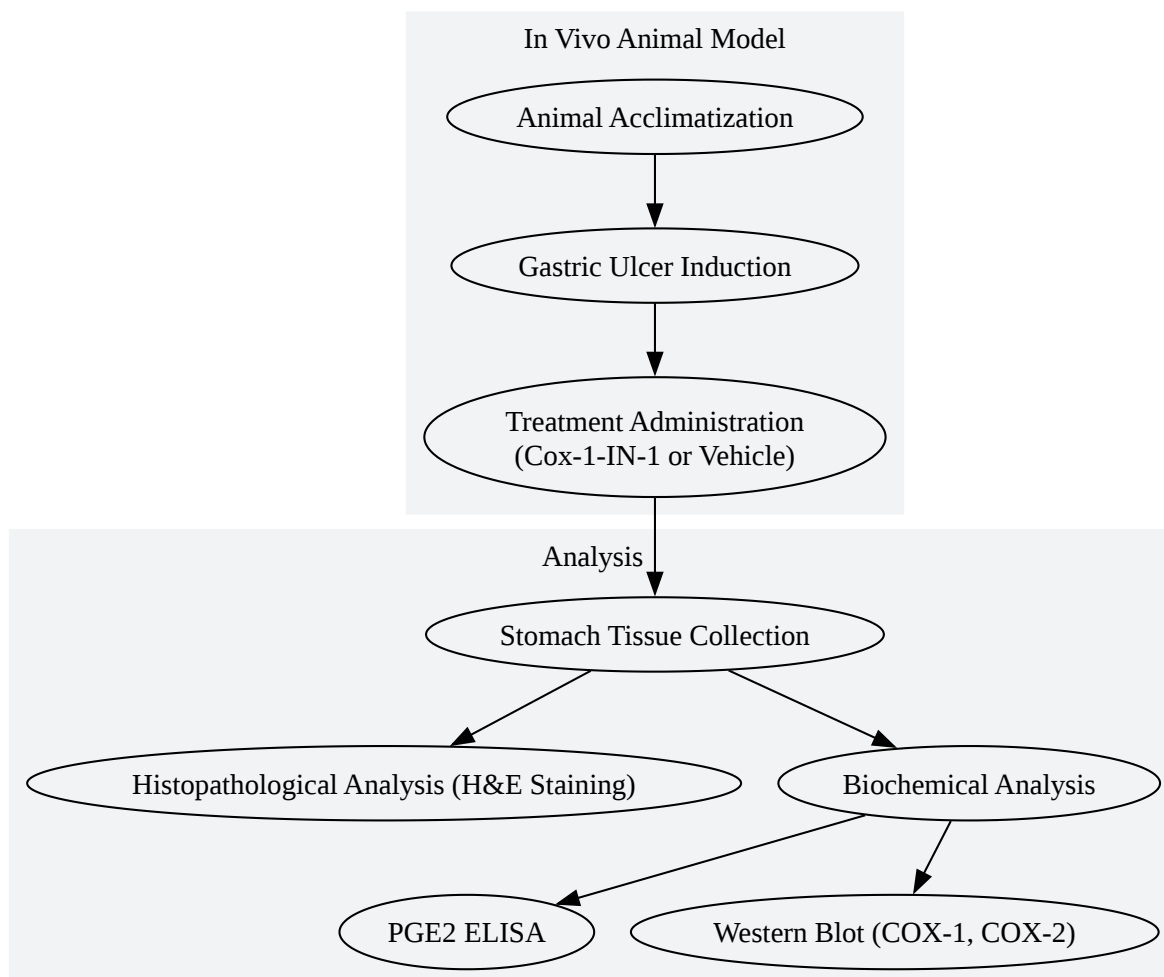 In Vivo Animal Model
Animal Acclimatization
Gastric Ulcer Induction
Treatment Administration
(Cox-1-IN-1 or Vehicle)
Analysis
Stomach Tissue Collection
Histopathological Analysis (H&E Staining)
Biochemical Analysis
PGE2 ELISA
Western Blot (COX-1, COX-2)